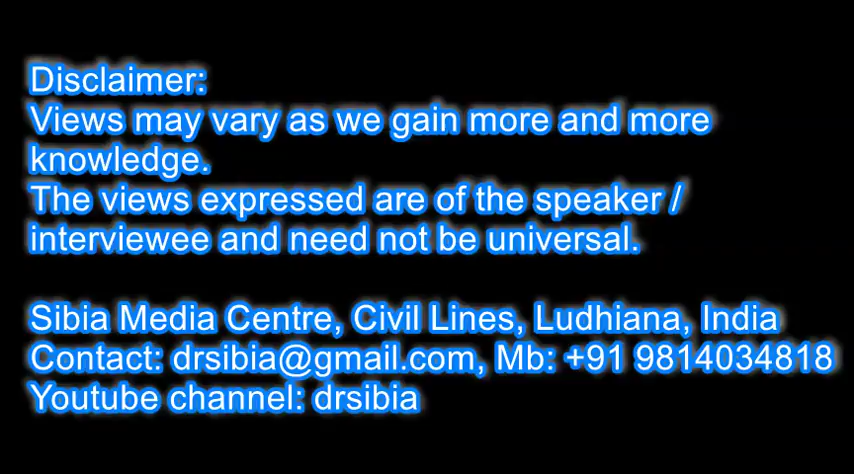 Disclaimer:
Views may vary as we gain more and more
knowledge.
The views expressed are of the speaker /
interviewee and need not be universal.
Sibia Media Centre, Civil Lines, Ludhiana, India
Contact: drsibia@gmail.com, Mb: +91 9814034818
Youtube channel: drsibia